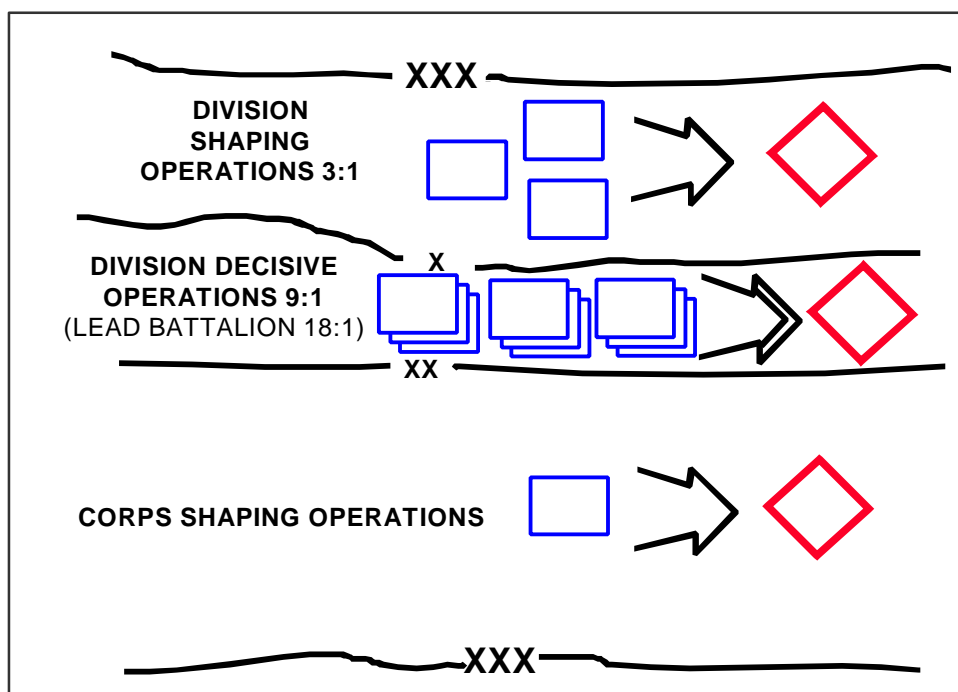 XXX
DIVISION
SHAPING
OPERATIONS 3:1
X
DIVISION DECISIVE
OPERATIONS 9:1
(LEAD BATTALION 18:1)
XX
CORPS SHAPING OPERATIONS
XXX